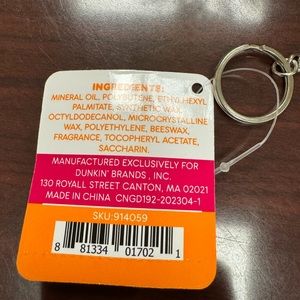 INGREDIENTS:
MINERAL OIL, POLYBUTENE, ETHYLHEXYL
PALMITATE, SYNTHETIC WAX,
OCTYLDODECANOL, MICROCRYSTALLINE
WAX, POLYETHYLENE, BEESWAX,
FRAGRANCE, TOCOPHERYL ACETATE,
SACCHARIN.
MANUFACTURED EXCLUSIVELY FOR
DUNKIN' BRANDS , INC.
130 ROYALL STREET CANTON, MA 02021
MADE IN CHINA CNGD192-202304-1
SKU:914059
8 81334 01702 1